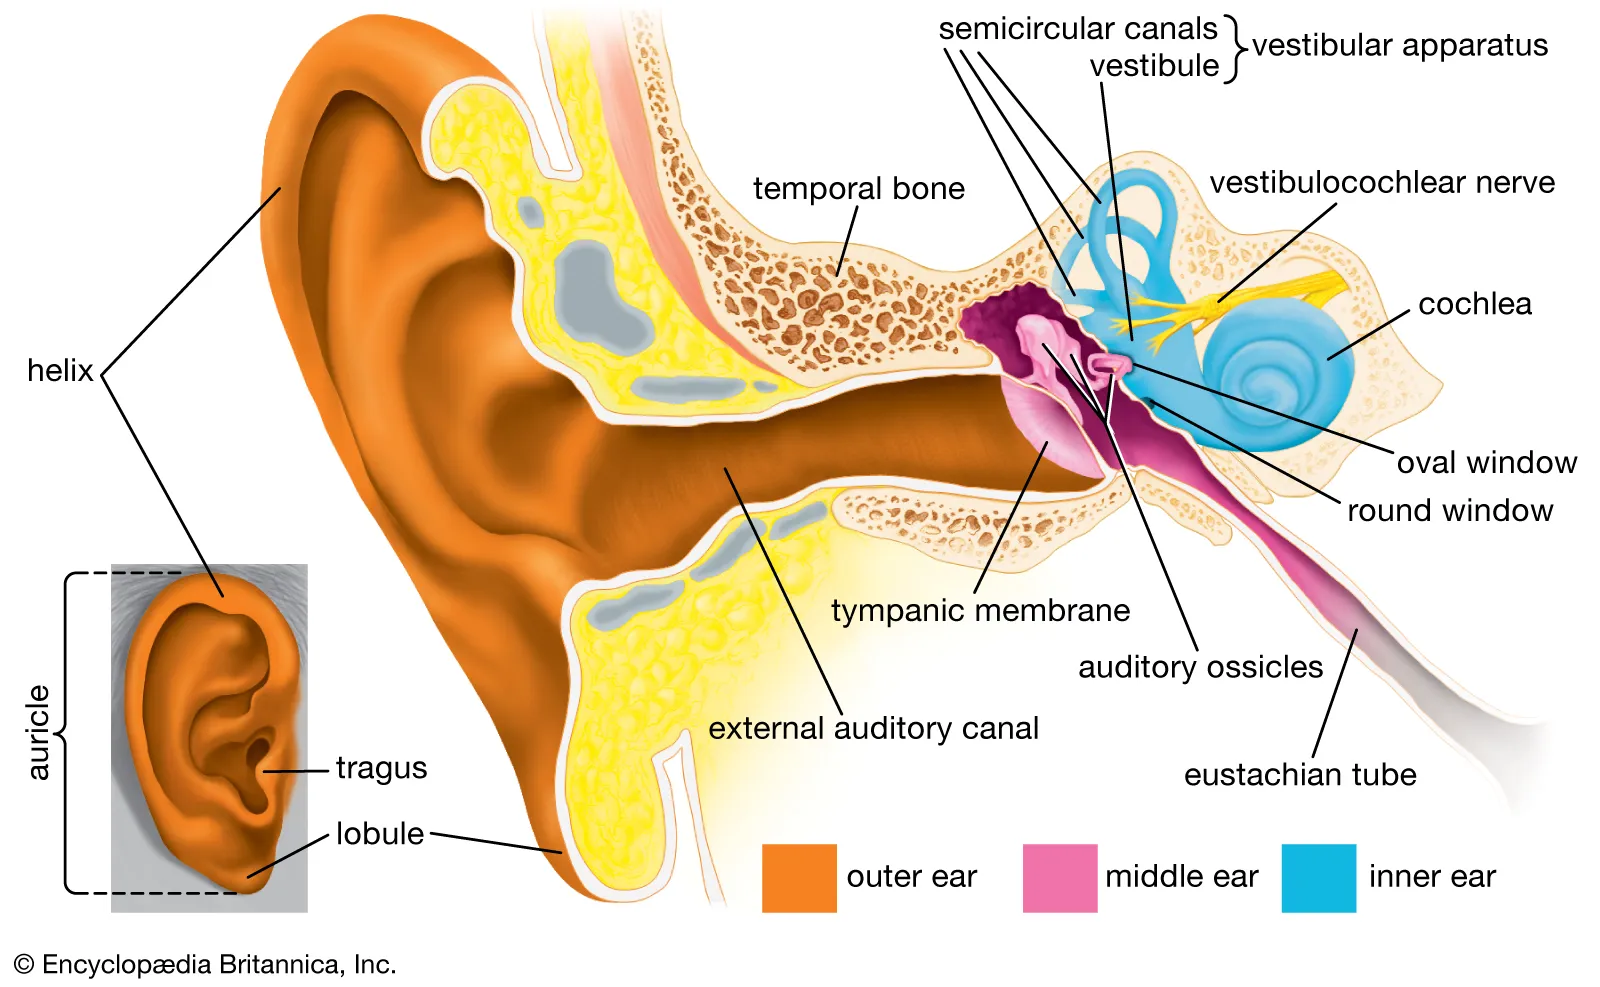 semicircular canals
vestibule
vestibular apparatus
temporal bone
vestibulocochlear nerve
cochlea
helix
oval window
round window
tympanic membrane
auditory ossicles
external auditory canal
eustachian tube
auricle
tragus
lobule
outer ear
middle ear
inner ear
© Encyclopædia Britannica, Inc.